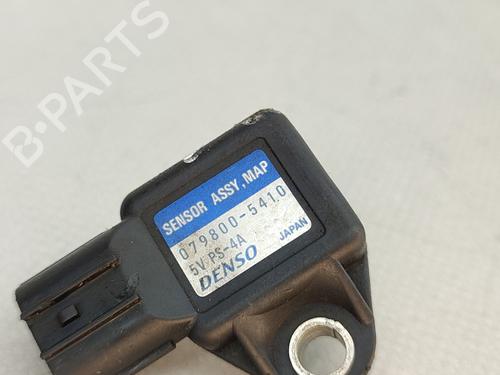 B-PARTS
SENSOR ASSY, MAP
079800-5410
5V PS-4A
DENSO JAPAN